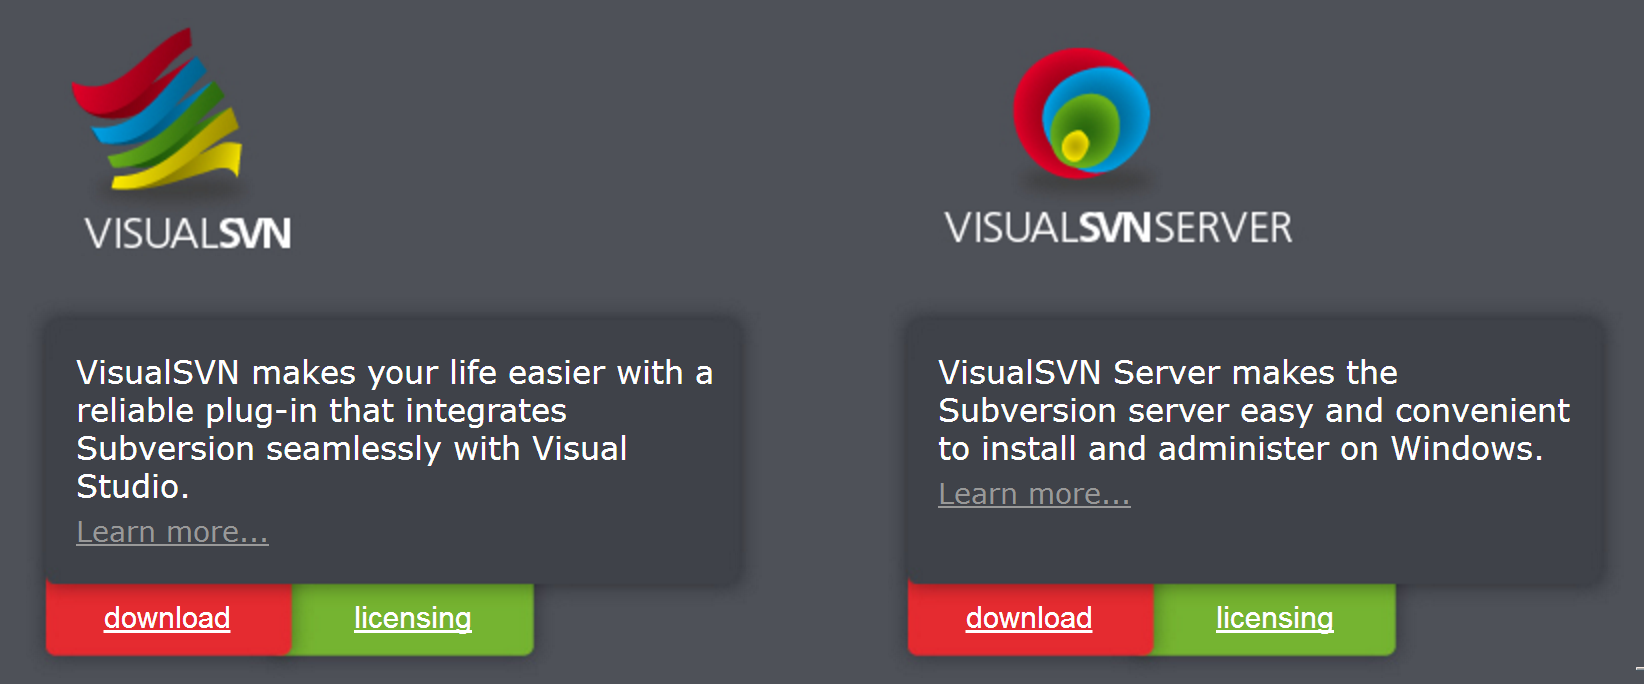 VISUALSVN
VisualSVN makes your life easier with a
reliable plug-in that integrates
Subversion seamlessly with Visual
Studio.
Learn more...
download
licensing
VISUALSVNSERVER
VisualSVN Server makes the
Subversion server easy and convenient
to install and administer on Windows.
Learn more...
download
licensing